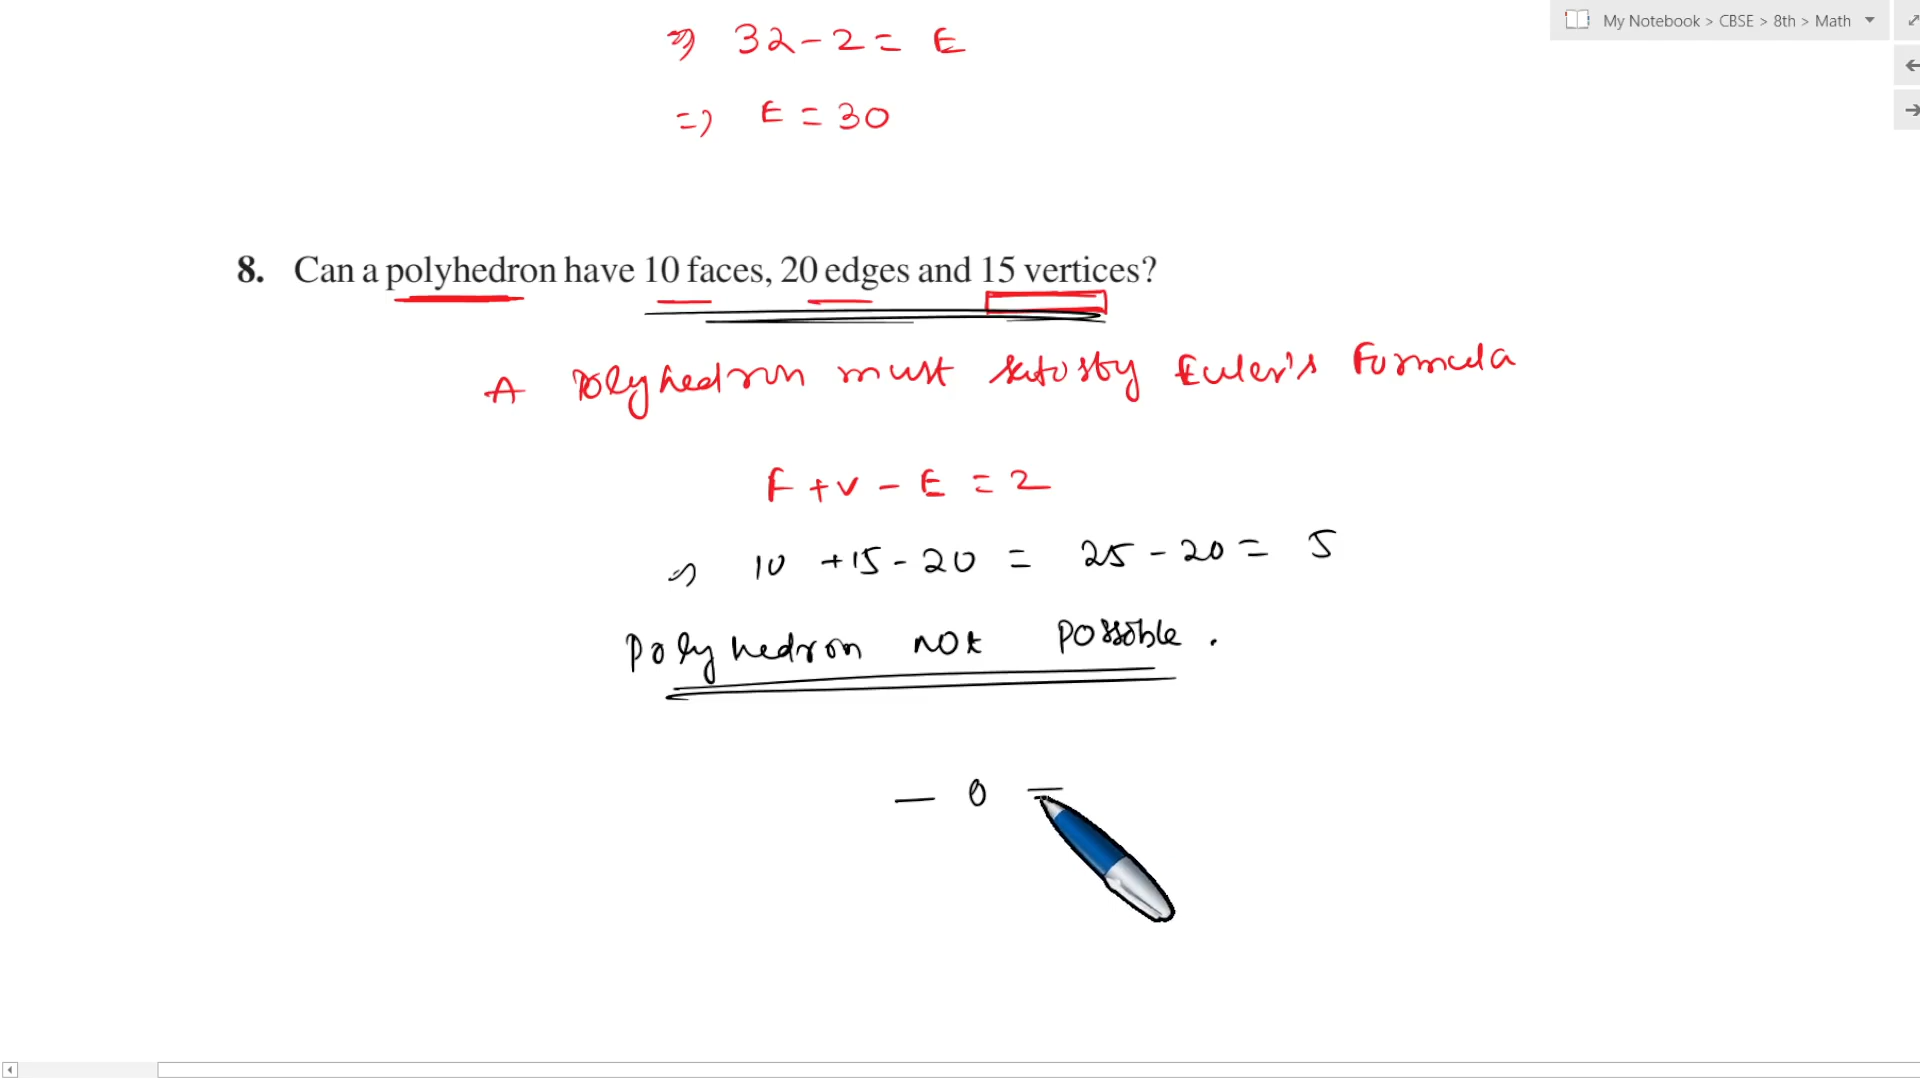 My Notebook > CBSE > 8th > Math
⇒ 32 - 2 = E
⇒ E = 30
8. Can a polyhedron have 10 faces, 20 edges and 15 vertices?
A Polyhedron must satisfy Euler's Formula
F + V - E = 2
⇒ 10 + 15 - 20 = 25 - 20 = 5
Polyhedron not possible.
— 0 =